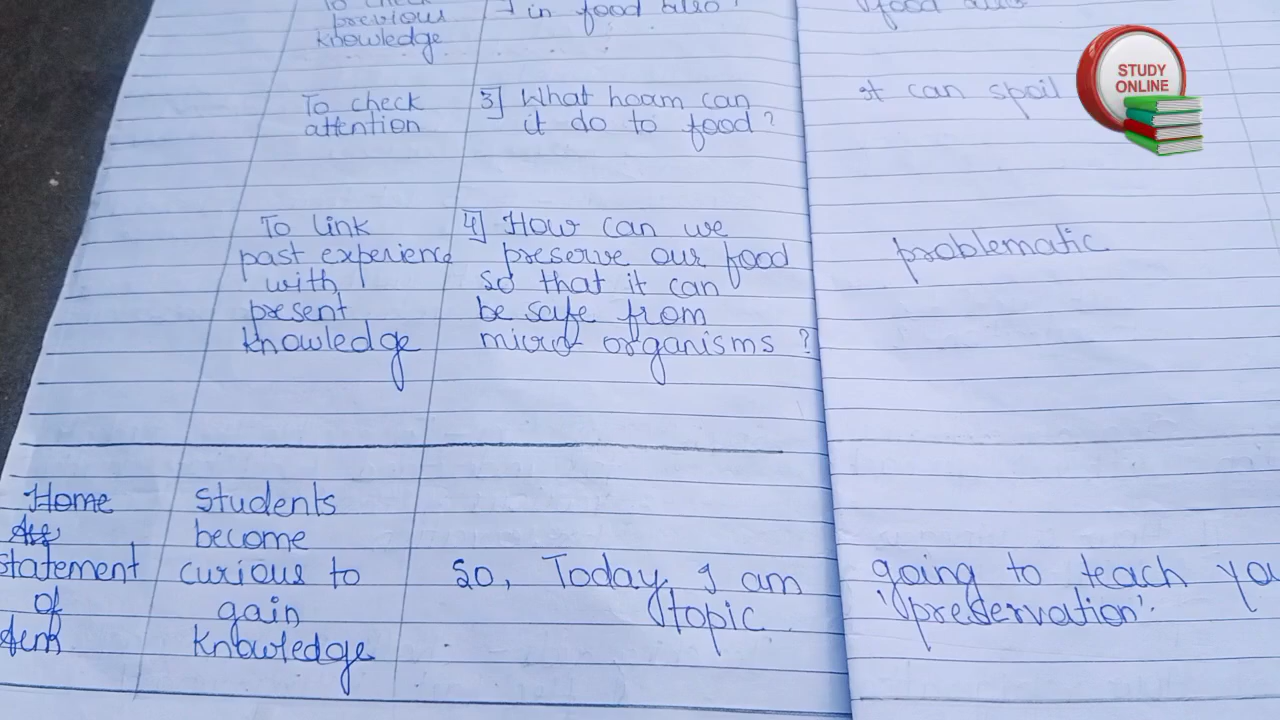 To check
previous
knowledge
in food also?
food also
To check
attention
3] What harm can
it do to food?
It can spoil
STUDY
ONLINE
To link
past experience
with
present
knowledge
4] How can we
preserve our food
so that it can
be safe from
micro organisms ?
problematic
Home
statement
of
Students
become
curious to
gain
knowledge
So, Today, I am going to teach you
topic 'preservation'.